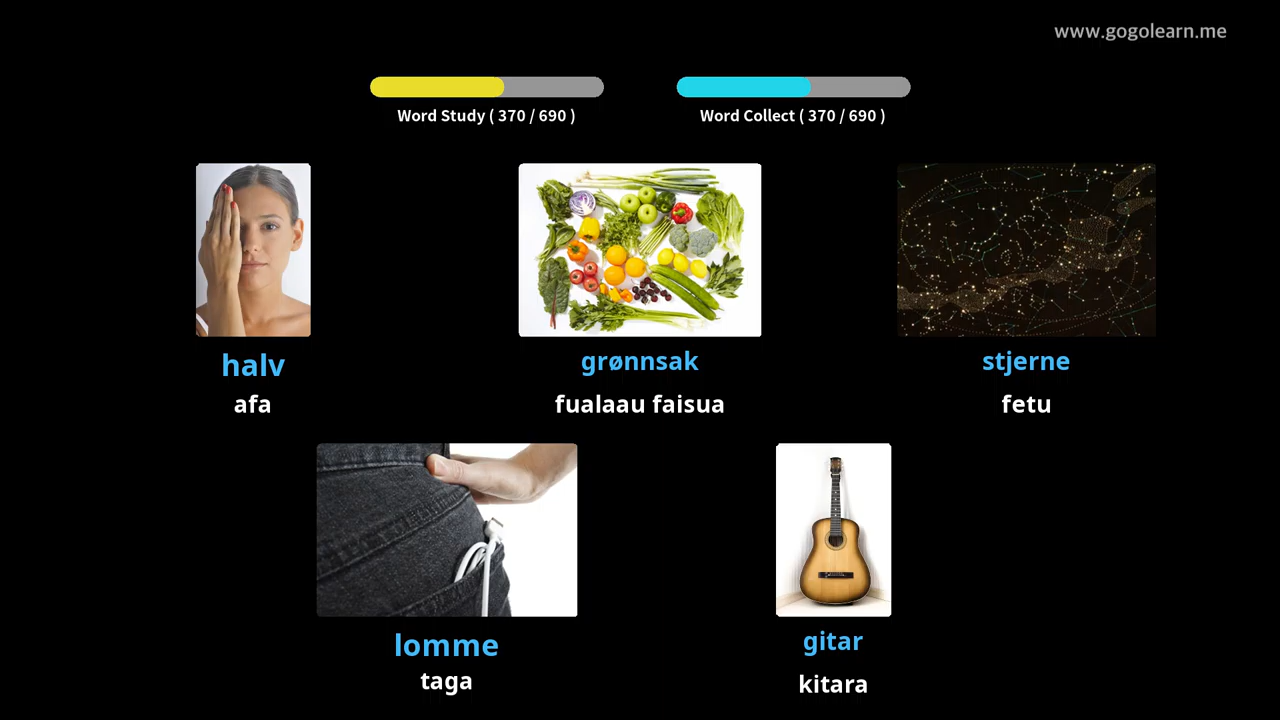 www.gogolearn.me
Word Study ( 370 / 690 )
Word Collect ( 370 / 690 )
halv
afa
grønnsak
fualaau faisua
stjerne
fetu
lomme
taga
gitar
kitara